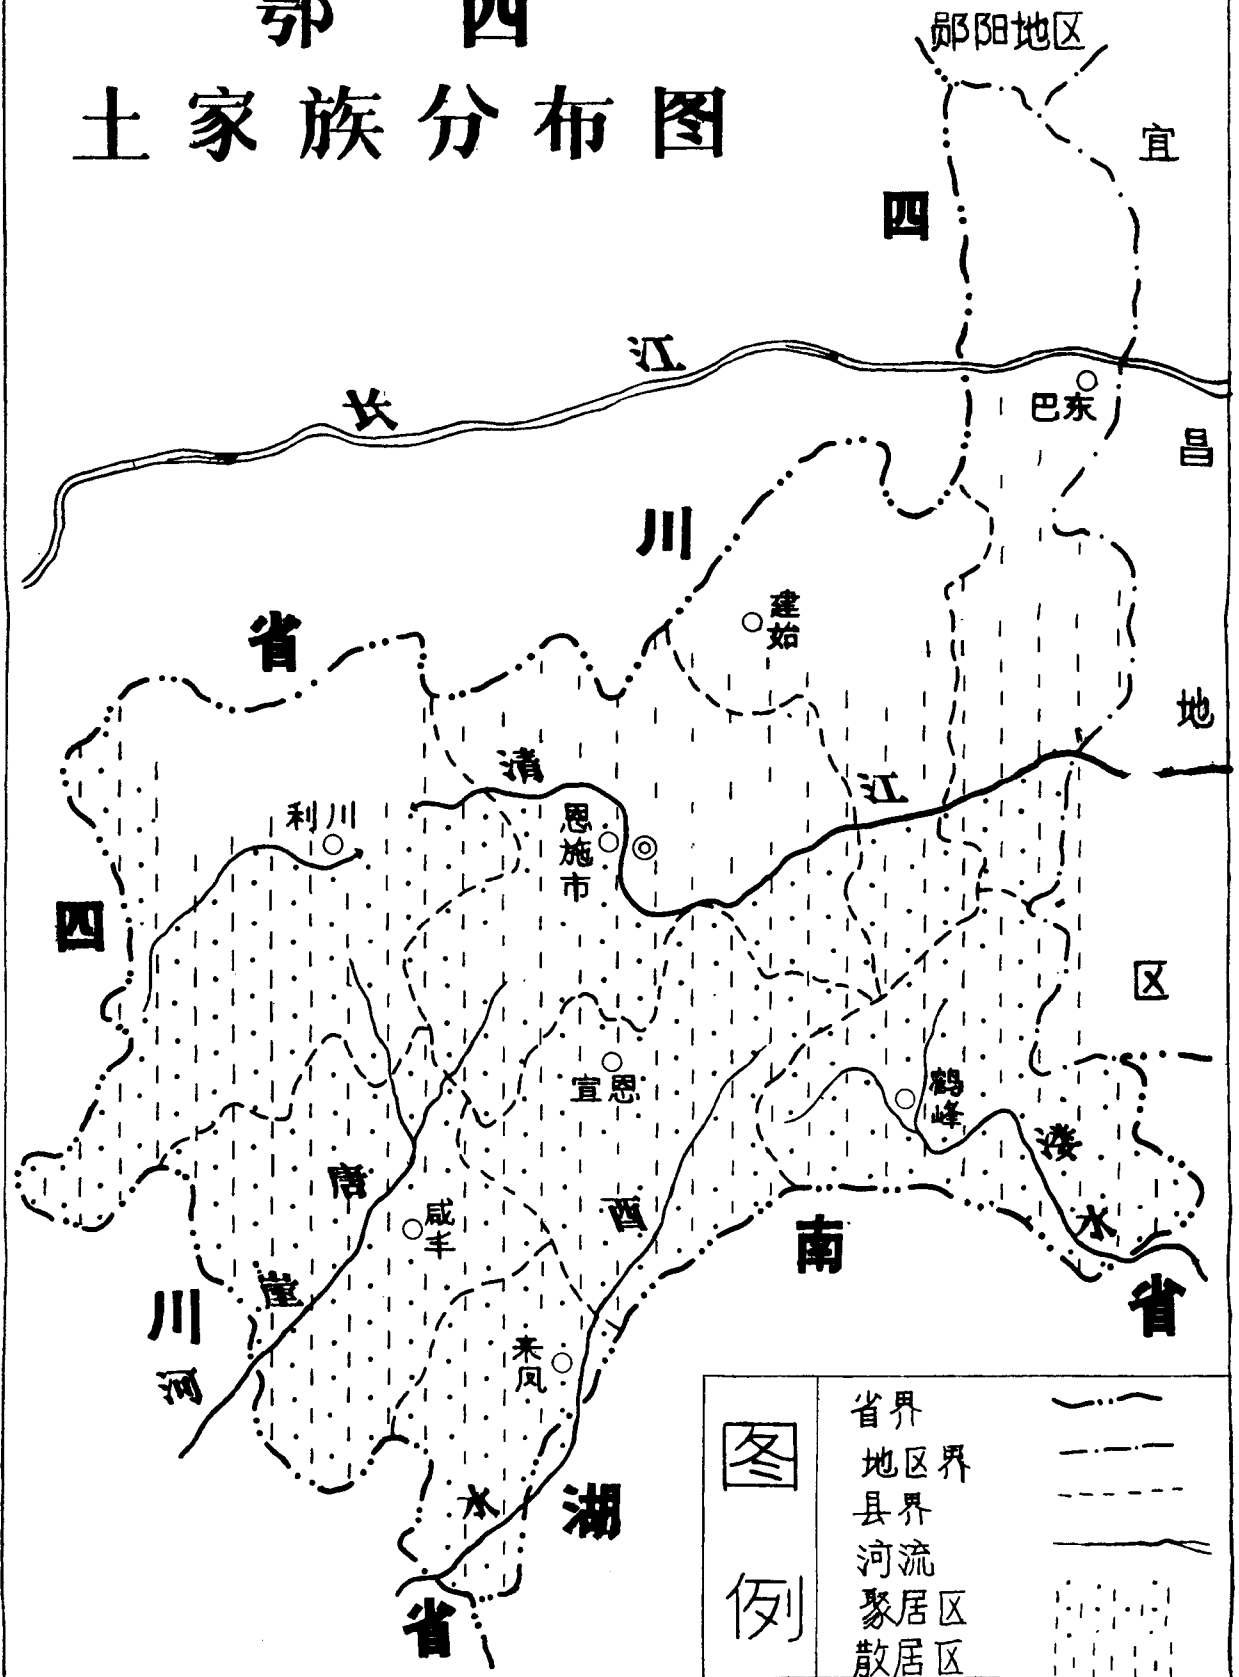 鄂西
土家族分布图
郧阳地区
宜
昌
地
区
四
川
省
长江
巴东
建始
清江
利川
恩施市
四
川
省
宣恩
鹤峰
溇水
唐崖河
咸丰
酉水
来凤
湖
南
省
图例
省界
地区界
县界
河流
聚居区
散居区